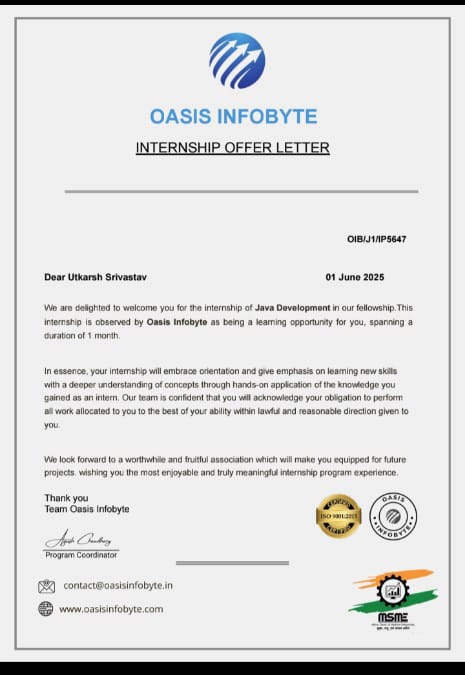 OASIS INFOBYTE
INTERNSHIP OFFER LETTER
OIB/J1/IP5647
Dear Utkarsh Srivastav
01 June 2025
We are delighted to welcome you for the internship of Java Development in our fellowship.This
internship is observed by Oasis Infobyte as being a learning opportunity for you, spanning a
duration of 1 month.
In essence, your internship will embrace orientation and give emphasis on learning new skills
with a deeper understanding of concepts through hands-on application of the knowledge you
gained as an intern. Our team is confident that you will acknowledge your obligation to perform
all work allocated to you to the best of your ability within lawful and reasonable direction given to
you.
We look forward to a worthwhile and fruitful association which will make you equipped for future
projects. wishing you the most enjoyable and truly meaningful internship program experience.
Thank you
Team Oasis Infobyte
Program Coordinator
CERTIFIED
ISO 9001:2015
CERTIFIED
OASIS
INFOBYTE
contact@oasisinfobyte.in
www.oasisinfobyte.com
MSME